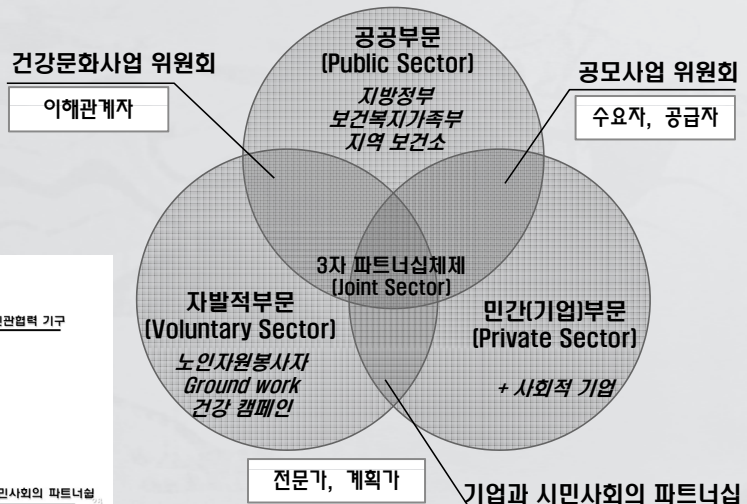 공공부문
(Public Sector)
지방정부
보건복지가족부
지역 보건소
건강문화사업 위원회
이해관계자
공모사업 위원회
수요자, 공급자
3자 파트너십체제
(Joint Sector)
자발적부문
(Voluntary Sector)
노인자원봉사자
Ground work
건강 캠페인
민간(기업)부문
(Private Sector)
+ 사회적 기업
전문가, 계획가
기업과 시민사회의 파트너십
관협력 기구
민사회의 파트너쉽